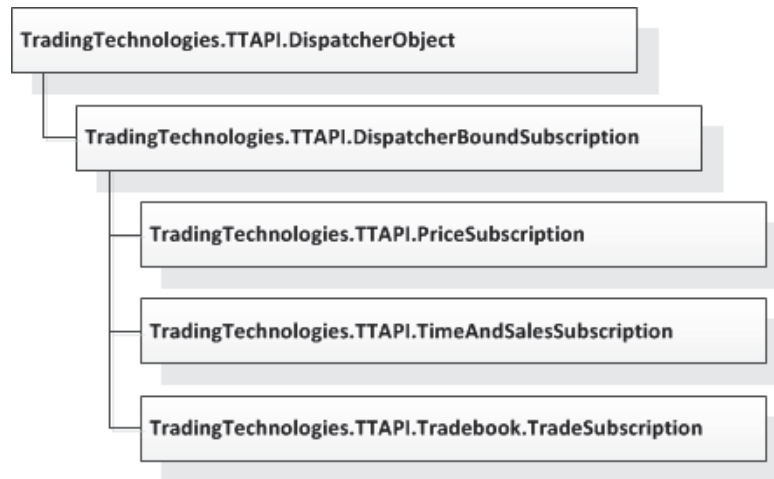 TradingTechnologies.TTAPI.DispatcherObject
TradingTechnologies.TTAPI.DispatcherBoundSubscription
TradingTechnologies.TTAPI.PriceSubscription
TradingTechnologies.TTAPI.TimeAndSalesSubscription
TradingTechnologies.TTAPI.Tradebook.TradeSubscription